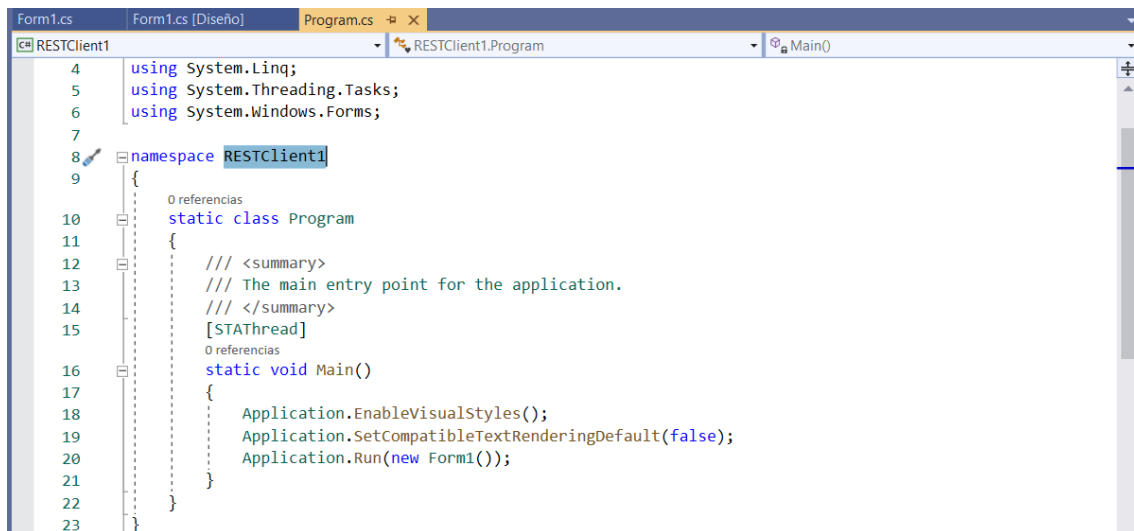 Form1.cs Form1.cs [Diseño] Program.cs
C# RESTClient1 RESTClient1.Program Main()
4 using System.Linq;
5 using System.Threading.Tasks;
6 using System.Windows.Forms;
7
8 namespace RESTClient1
9 {
0 referencias
10 static class Program
11 {
12 /// <summary>
13 /// The main entry point for the application.
14 /// </summary>
15 [STAThread]
0 referencias
16 static void Main()
17 {
18 Application.EnableVisualStyles();
19 Application.SetCompatibleTextRenderingDefault(false);
20 Application.Run(new Form1());
21 }
22 }
23 }